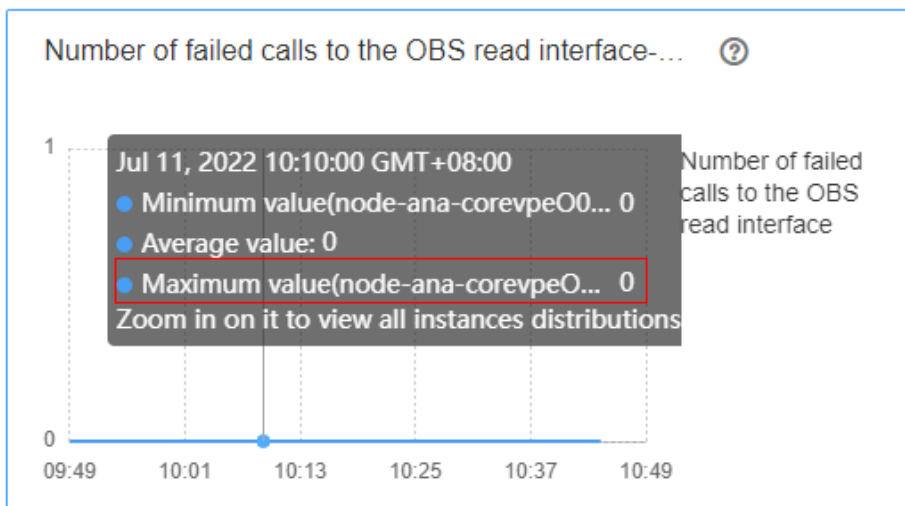 Number of failed calls to the OBS read interface-...
1
Jul 11, 2022 10:10:00 GMT+08:00
Minimum value(node-ana-corevpeO0... 0
Average value: 0
Maximum value(node-ana-corevpeO... 0
Zoom in on it to view all instances distributions
Number of failed
calls to the OBS
read interface
0
09:49 10:01 10:13 10:25 10:37 10:49